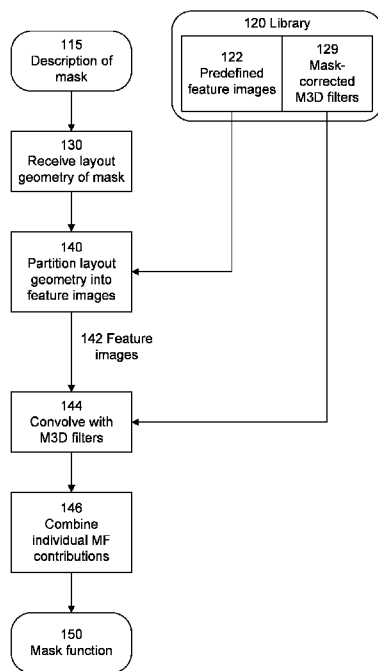 115
Description of
mask
120 Library
122
Predefined
feature images
129
Mask-
corrected
M3D filters
130
Receive layout
geometry of mask
140
Partition layout
geometry into
feature images
142 Feature
images
144
Convolve with
M3D filters
146
Combine
individual MF
contributions
150
Mask function